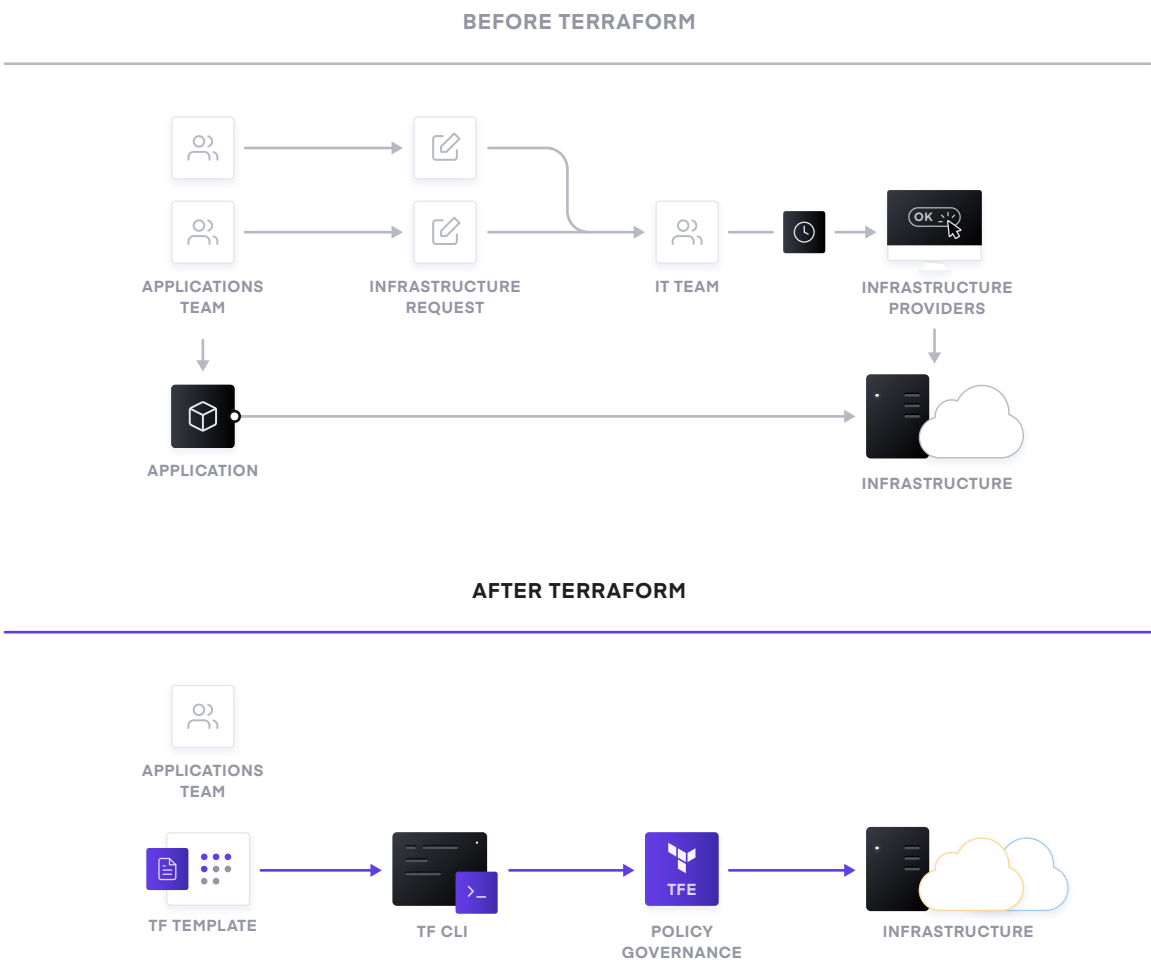 BEFORE TERRAFORM
OK
APPLICATIONS
TEAM
INFRASTRUCTURE
REQUEST
IT TEAM
INFRASTRUCTURE
PROVIDERS
APPLICATION
INFRASTRUCTURE
AFTER TERRAFORM
APPLICATIONS
TEAM
TFE
TF TEMPLATE
TF CLI
POLICY
GOVERNANCE
INFRASTRUCTURE